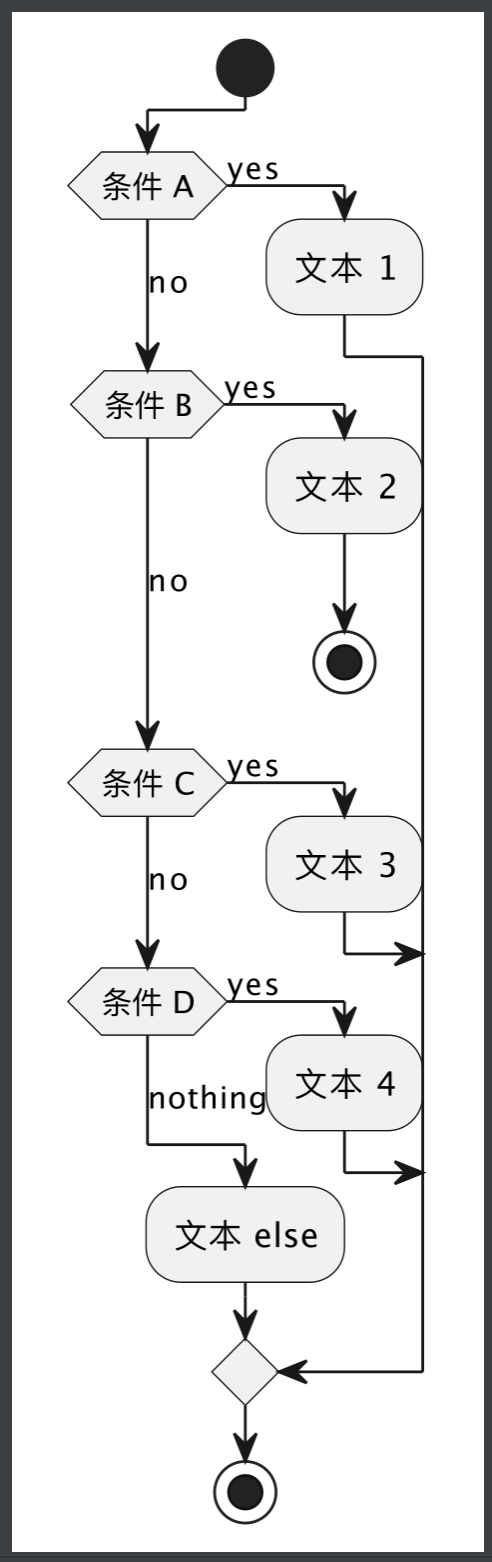 条件 A
yes
文本 1
no
条件 B
yes
文本 2
no
条件 C
yes
文本 3
no
条件 D
yes
文本 4
nothing
文本 else